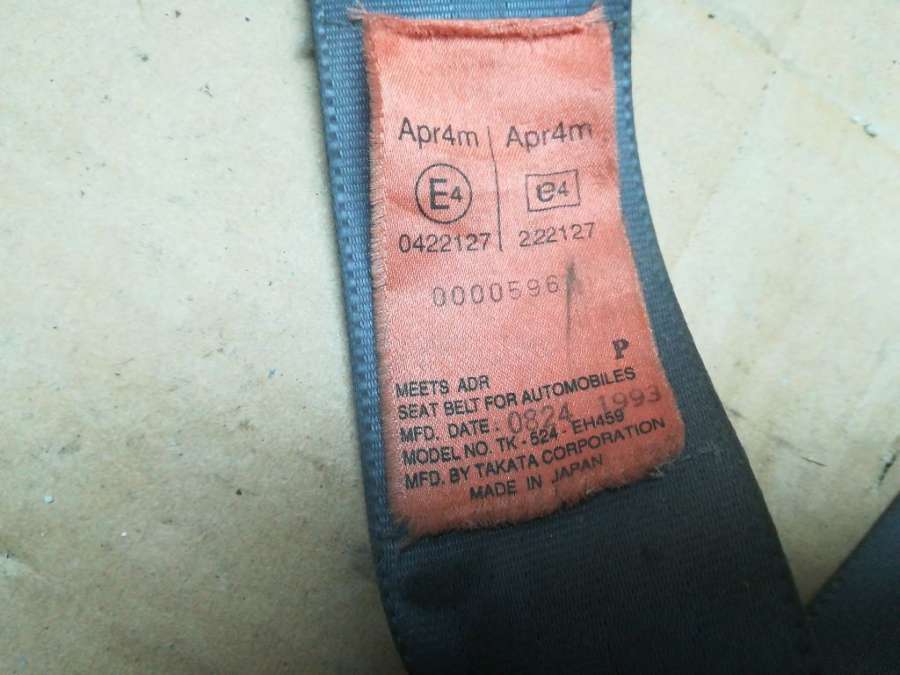 Apr4m Apr4m
E4 e4
0422127 222127
0000596
P
MEETS ADR
SEAT BELT FOR AUTOMOBILES
MFD. DATE - 0824 1993
MODEL NO. TK - 524 - EH459
MFD. BY TAKATA CORPORATION
MADE IN JAPAN